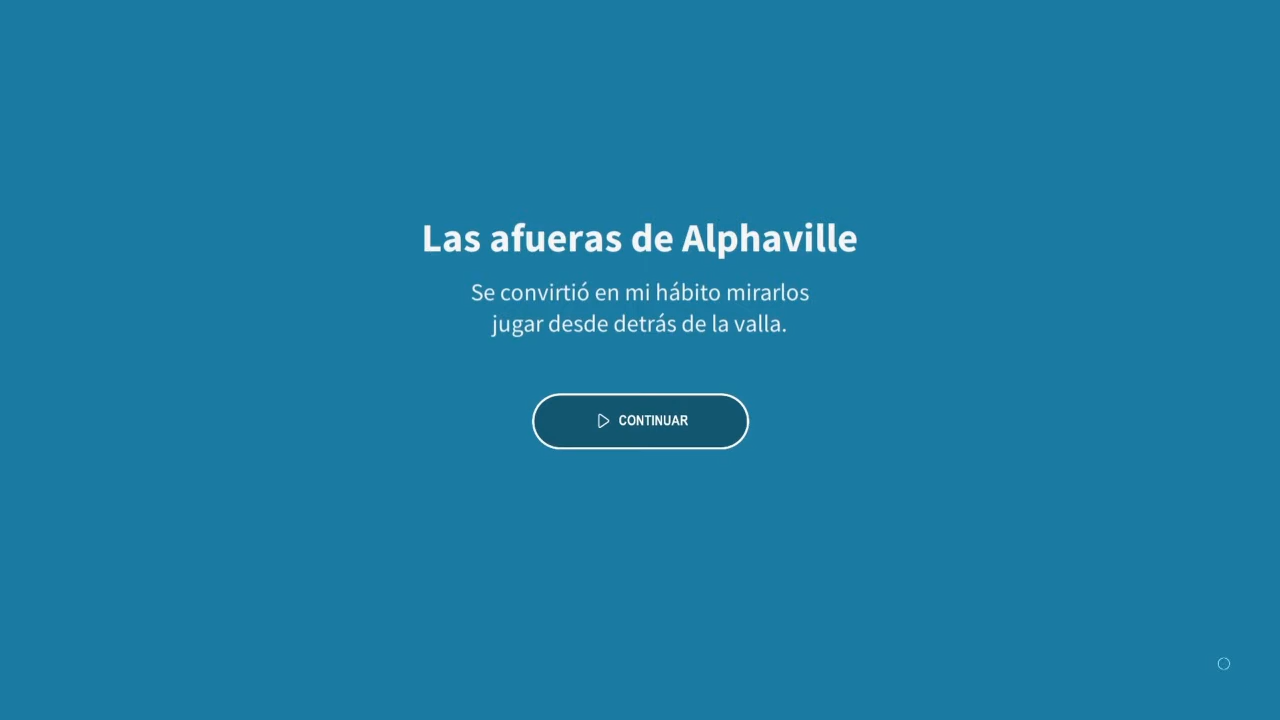 Las afueras de Alphaville
Se convirtió en mi hábito mirarlos
jugar desde detrás de la valla.
CONTINUAR